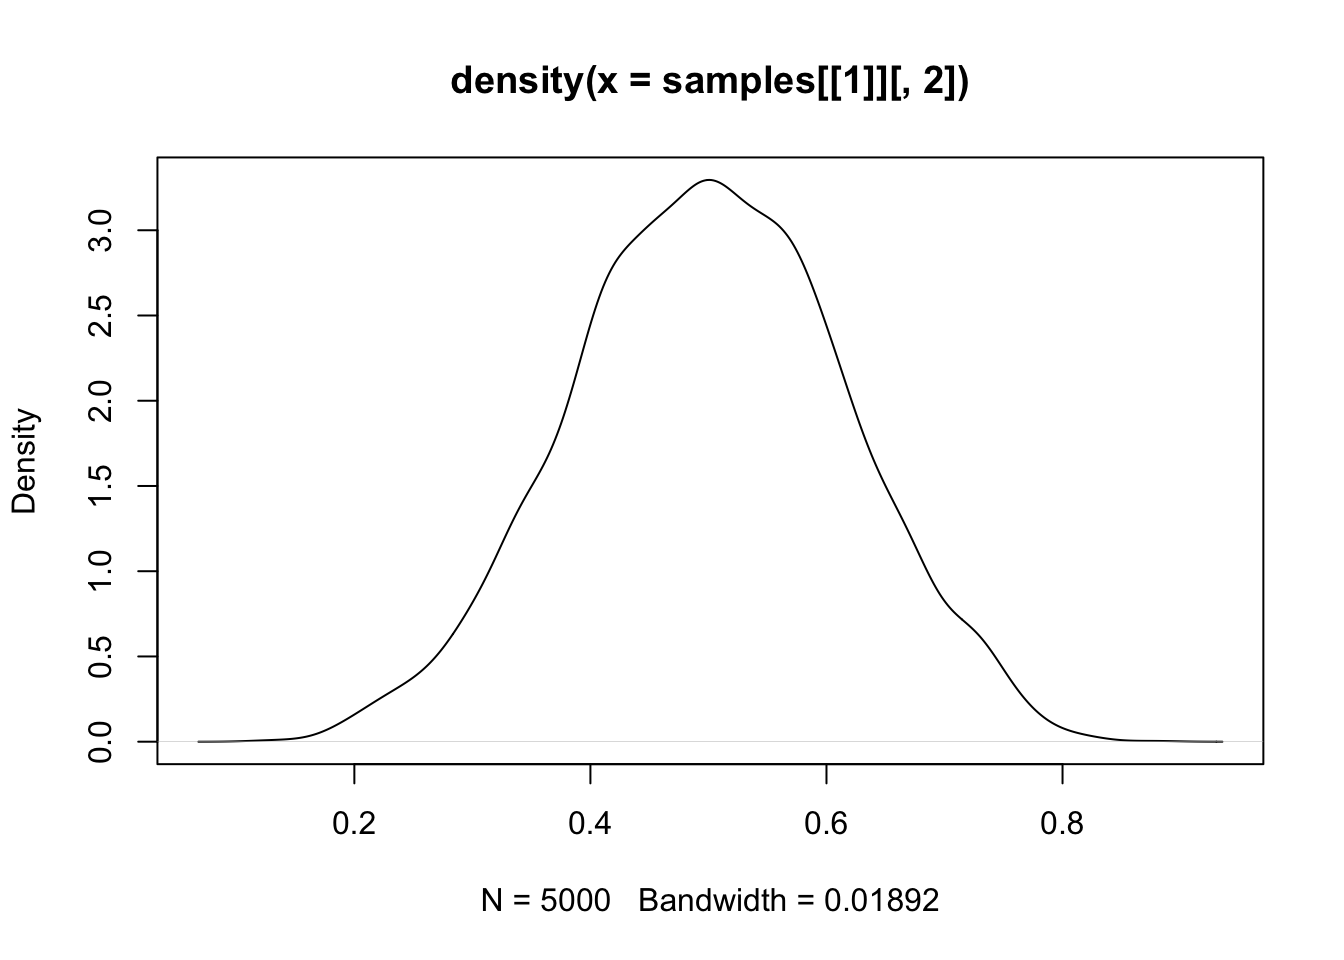 density(x = samples[[1]][, 2])
Density
3.0
2.5
2.0
1.5
1.0
0.5
0.0
0.2 0.4 0.6 0.8
N = 5000 Bandwidth = 0.01892